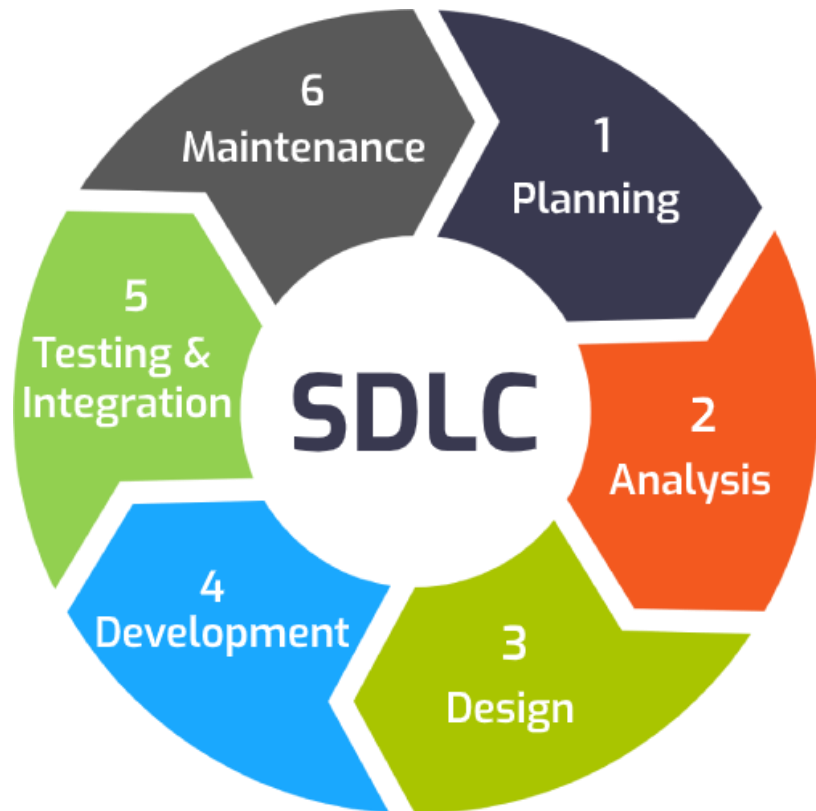 1
Planning
2
Analysis
3
Design
4
Development
5
Testing &
Integration
6
Maintenance
SDLC